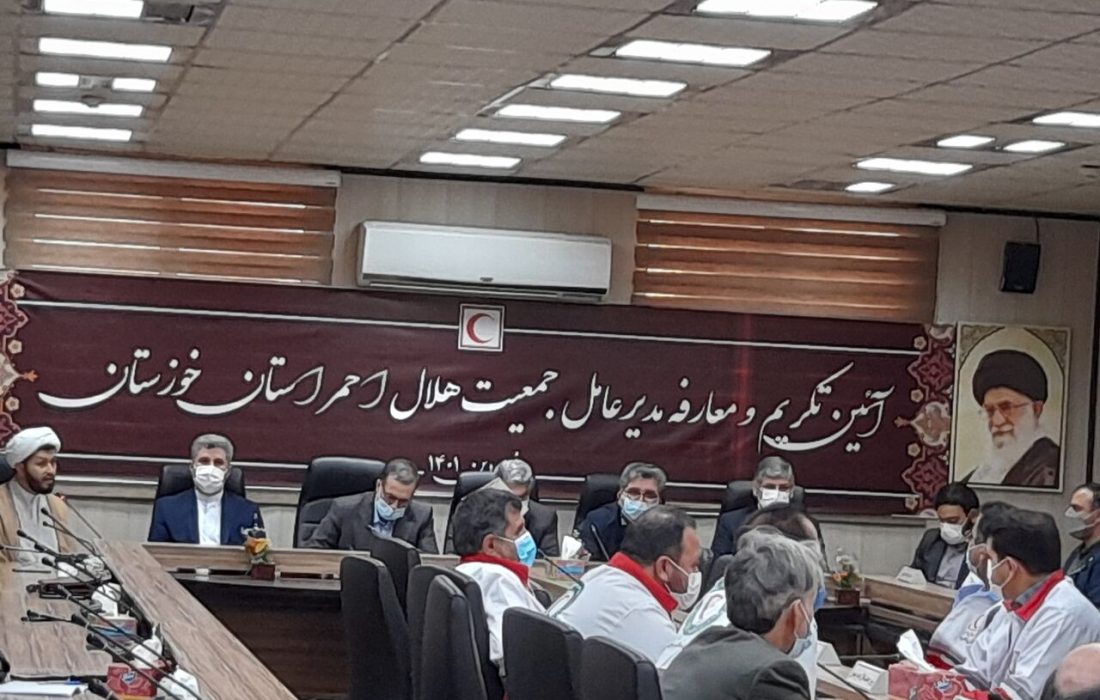 آئین تکریم و معارفه مدیرعامل جمعیت هلال احمر استان خوزستان
۱۴۰۱